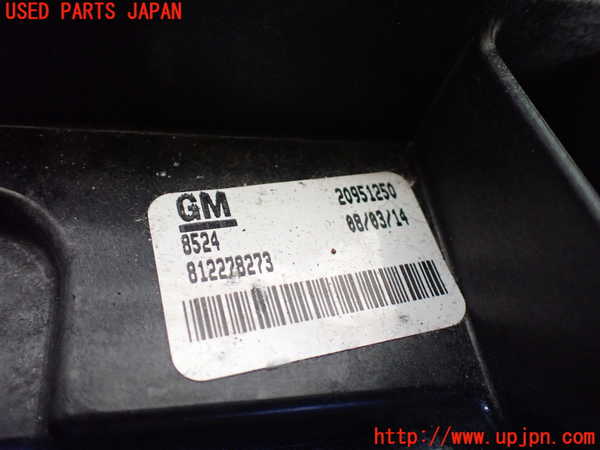 USED PARTS JAPAN
GM
20951250
8524
08/03/14
812278273
http://www.upjpn.com/